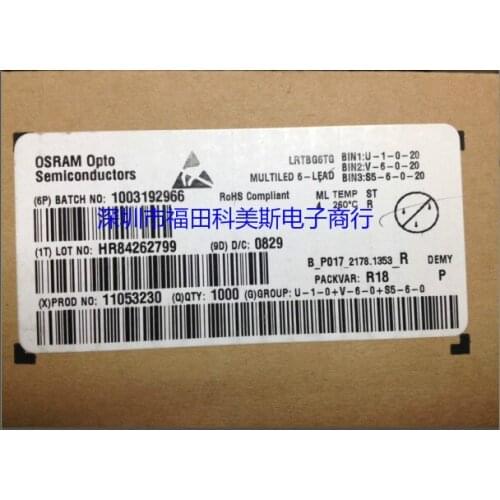 OSRAM Opto
Semiconductors
LRTBG6TG
BIN1:U-1-0-20
MULTILED 6-LEAD
BIN2:V-6-0-20
BIN3:S5-6-0-20
(6P) BATCH NO: 1003192966
RoHS Compliant
ML TEMP ST
4 260°C R
深圳市福田科美斯电子商行
(1T) LOT NO: HR84262799
(9D) D/C: 0829
B_P017_2178.1353_R
DEMY
PACKVAR: R18
P
(X)PROD NO: 11053230 (Q)QTY: 1000 (G)GROUP: U-1-0+V-6-0+S5-6-0